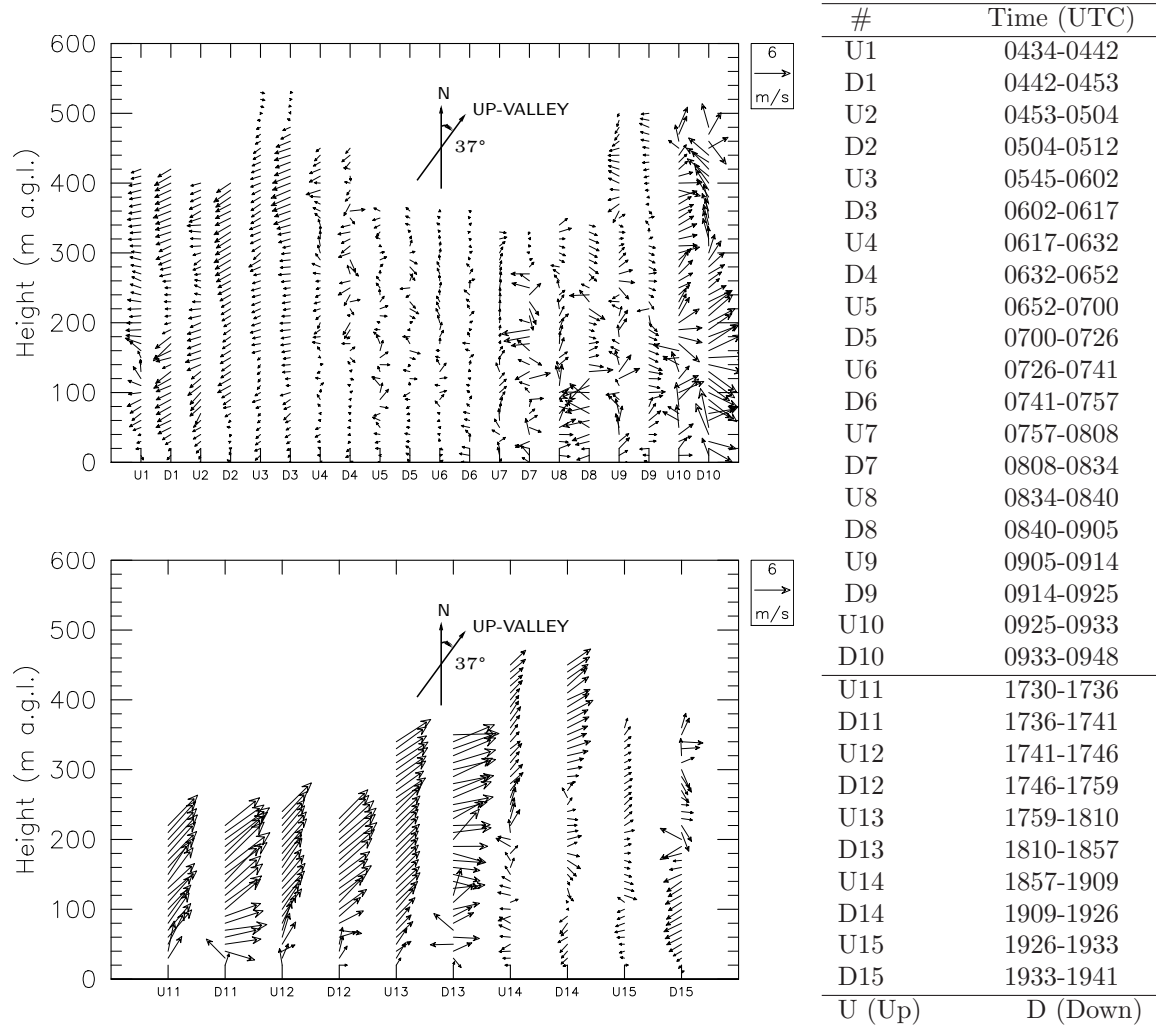 600
500
400
300
200
100
0
Height (m a.g.l.)
N
UP-VALLEY
37°
6
m/s
U1 D1 U2 D2 U3 D3 U4 D4 U5 D5 U6 D6 U7 D7 U8 D8 U9 D9 U10 D10
600
500
400
300
200
100
0
Height (m a.g.l.)
N
UP-VALLEY
37°
6
m/s
U11 D11 U12 D12 U13 D13 U14 D14 U15 D15
# Time (UTC)
U1 0434-0442
D1 0442-0453
U2 0453-0504
D2 0504-0512
U3 0545-0602
D3 0602-0617
U4 0617-0632
D4 0632-0652
U5 0652-0700
D5 0700-0726
U6 0726-0741
D6 0741-0757
U7 0757-0808
D7 0808-0834
U8 0834-0840
D8 0840-0905
U9 0905-0914
D9 0914-0925
U10 0925-0933
D10 0933-0948
U11 1730-1736
D11 1736-1741
U12 1741-1746
D12 1746-1759
U13 1759-1810
D13 1810-1857
U14 1857-1909
D14 1909-1926
U15 1926-1933
D15 1933-1941
U (Up) D (Down)